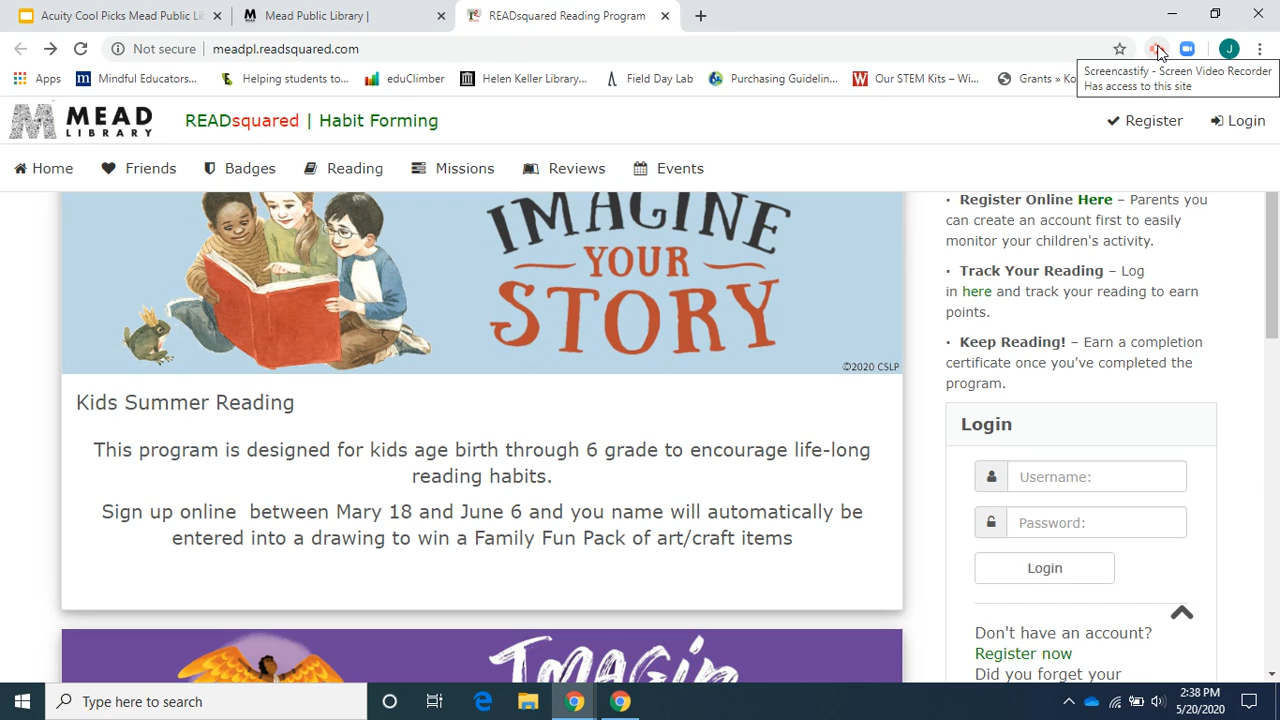 Acuity Cool Picks Mead Public Li
Mead Public Library |
READsquared Reading Program
Not secure
meadpl.readsquared.com
J
Apps
Mindful Educators...
Helping students to...
eduClimber
Helen Keller Library...
Field Day Lab
Purchasing Guidelin...
Our STEM Kits – Wi...
Grants » Ko
Screencastify - Screen Video Recorder
Has access to this site
MEAD
LIBRARY
READsquared | Habit Forming
Register
Login
Home
Friends
Badges
Reading
Missions
Reviews
Events
IMAGINE
YOUR
STORY
©2020 CSLP
Kids Summer Reading
This program is designed for kids age birth through 6 grade to encourage life-long
reading habits.
Sign up online between Mary 18 and June 6 and you name will automatically be
entered into a drawing to win a Family Fun Pack of art/craft items
Imagin
· Register Online Here – Parents you
can create an account first to easily
monitor your children's activity.
· Track Your Reading – Log
in here and track your reading to earn
points.
· Keep Reading! – Earn a completion
certificate once you've completed the
program.
Login
Username:
Password:
Login
Don't have an account?
Register now
Did you forget your
Type here to search
2:38 PM
5/20/2020